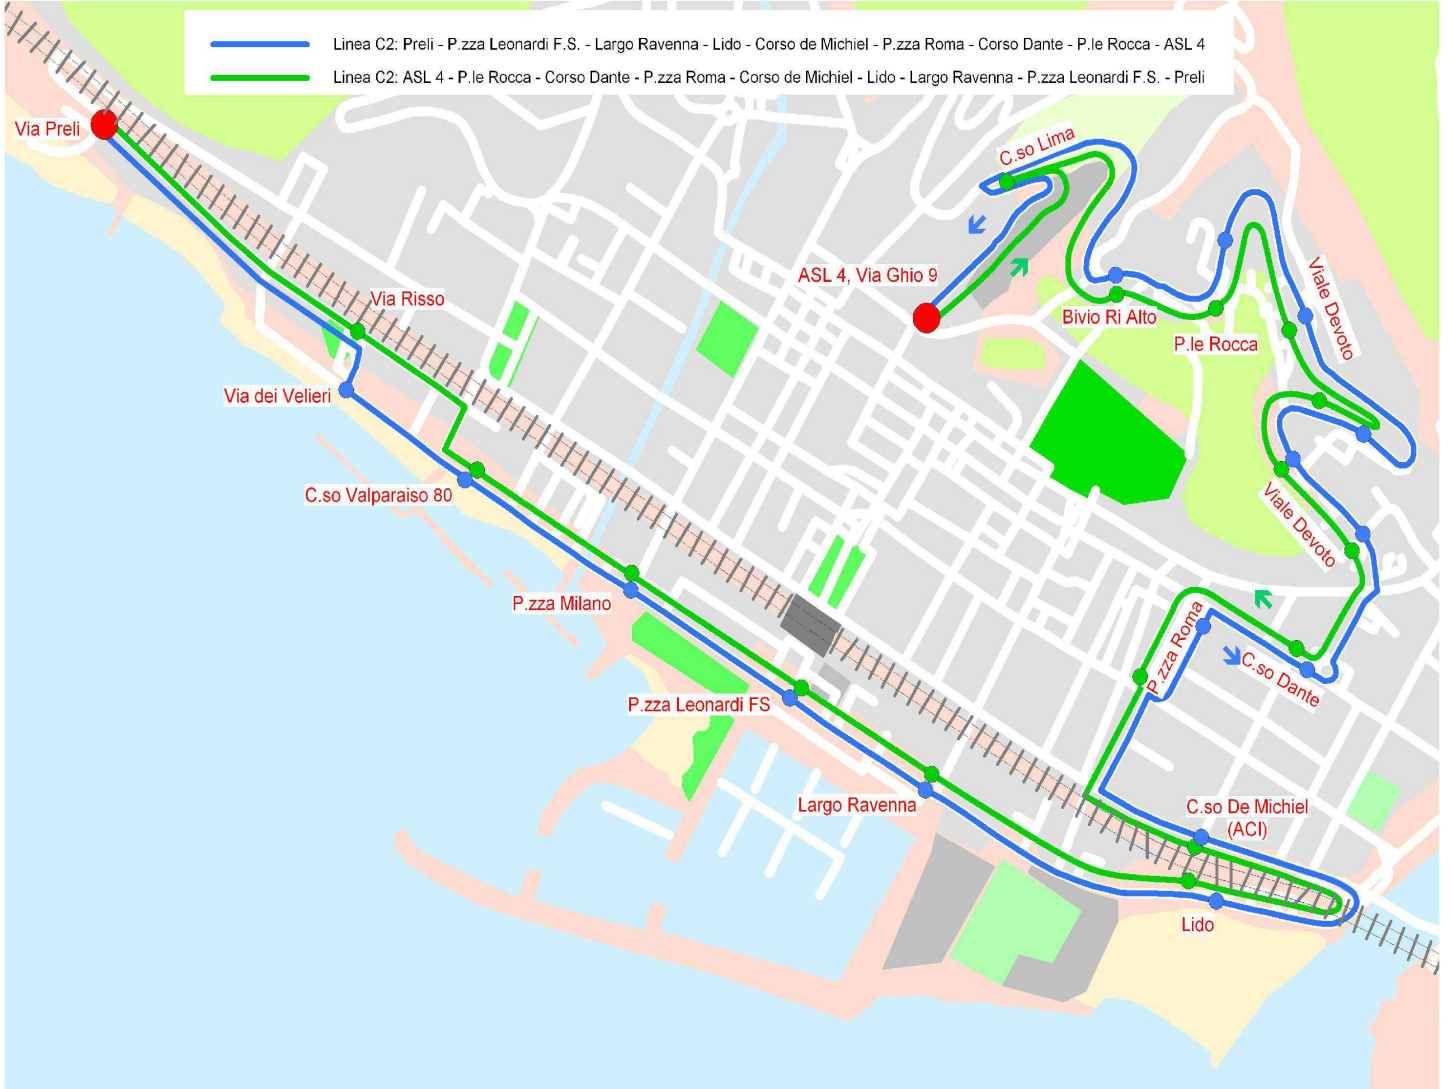 Linea C2: Preli - P.zza Leonardi F.S. - Largo Ravenna - Lido - Corso de Michiel - P.zza Roma - Corso Dante - P.le Rocca - ASL 4
Linea C2: ASL 4 - P.le Rocca - Corso Dante - P.zza Roma - Corso de Michiel - Lido - Largo Ravenna - P.zza Leonardi F.S. - Preli
Via Preli
C.so Lima
ASL 4, Via Ghio 9
Via Risso
Bivio Ri Alto
P.le Rocca
Viale Devoto
Via dei Velieri
C.so Valparaiso 80
Viale Devoto
P.zza Milano
P.zza Roma
C.so Dante
P.zza Leonardi FS
Largo Ravenna
C.so De Michiel
(ACI)
Lido